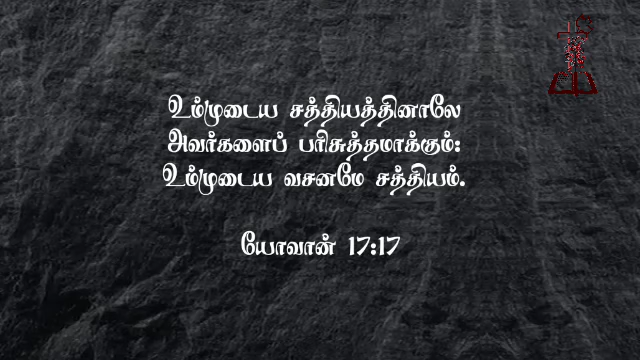 உம்முடைய சத்தியத்தினாலே
அவர்களைப் பரிசுத்தமாக்கும்:
உம்முடைய வசனமே சத்தியம்.
யோவான் 17:17